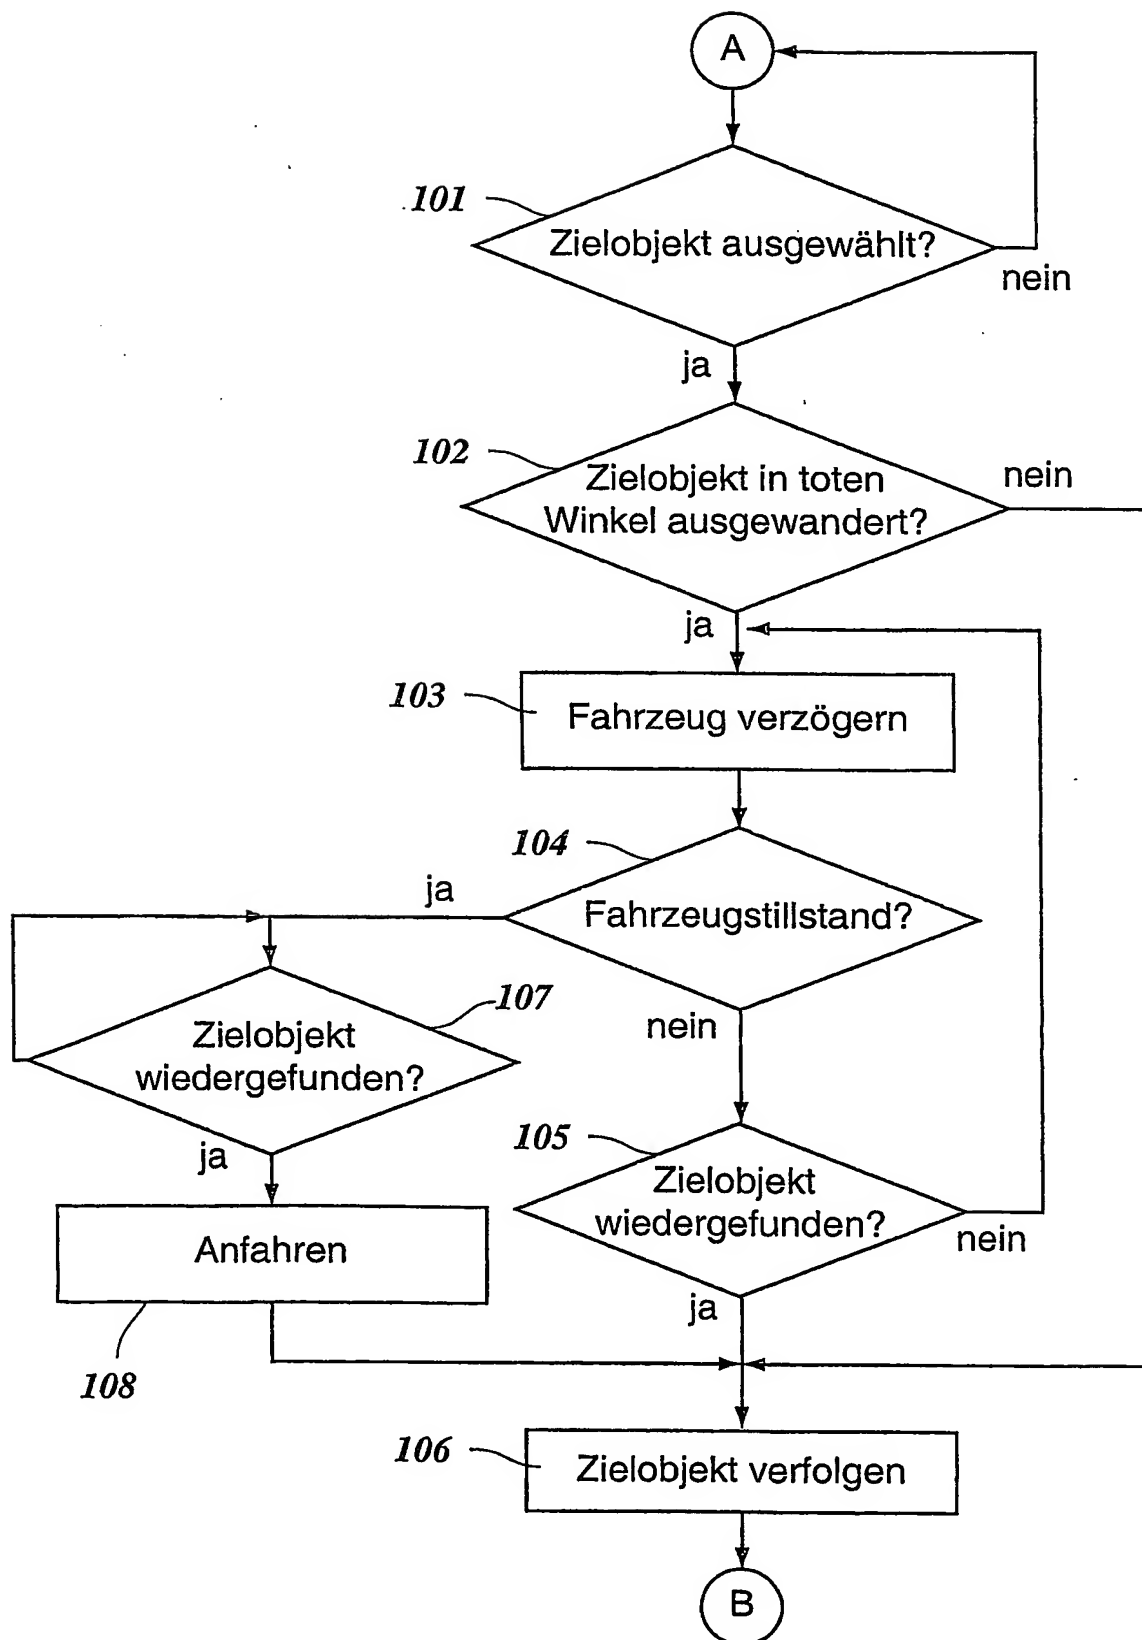 A
101
Zielobjekt ausgewählt?
nein
ja
102
Zielobjekt in toten
Winkel ausgewandert?
nein
ja
103
Fahrzeug verzögern
104
Fahrzeugstillstand?
ja
nein
107
Zielobjekt
wiedergefunden?
ja
105
Zielobjekt
wiedergefunden?
nein
ja
Anfahren
108
106
Zielobjekt verfolgen
B